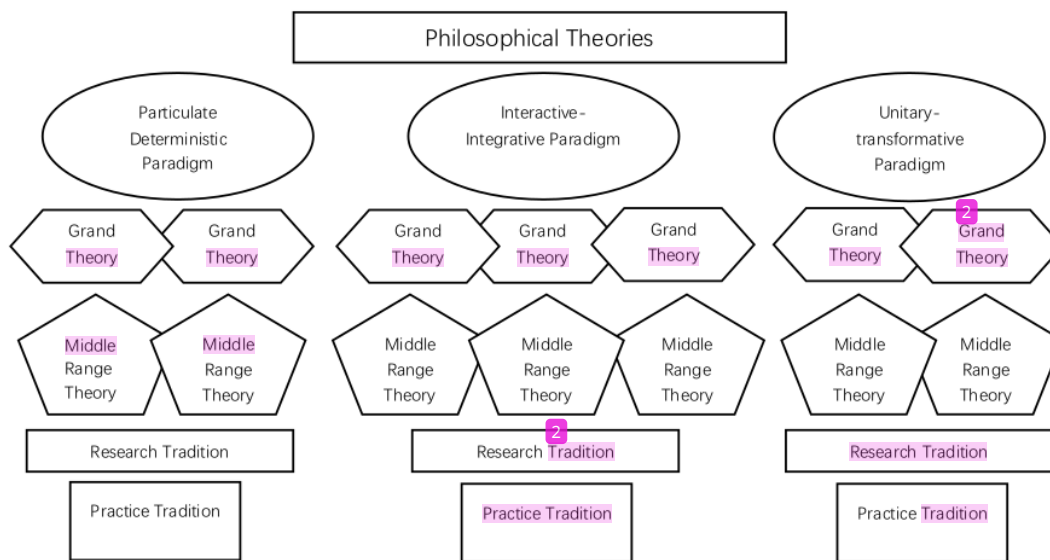 Philosophical Theories
Particulate
Deterministic
Paradigm
Interactive-
Integrative Paradigm
Unitary-
transformative
Paradigm
Grand
Theory
Grand
Theory
Grand
Theory
Grand
Theory
Grand
Theory
Grand
Theory
2
Grand
Theory
Middle
Range
Theory
Middle
Range
Theory
Middle
Range
Theory
Middle
Range
Theory
Middle
Range
Theory
Middle
Range
Theory
Middle
Range
Theory
Research Tradition
2
Research Tradition
Research Tradition
Practice Tradition
Practice Tradition
Practice Tradition